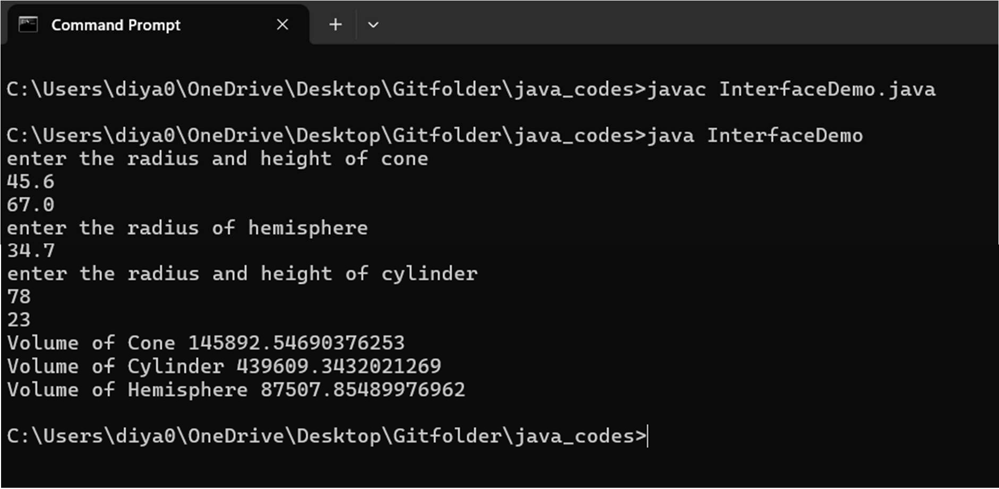 Command Prompt
C:\Users\diya0\OneDrive\Desktop\Gitfolder\java_codes>javac InterfaceDemo.java
C:\Users\diya0\OneDrive\Desktop\Gitfolder\java_codes>java InterfaceDemo
enter the radius and height of cone
45.6
67.0
enter the radius of hemisphere
34.7
enter the radius and height of cylinder
78
23
Volume of Cone 145892.54690376253
Volume of Cylinder 439609.3432021269
Volume of Hemisphere 87507.85489976962
C:\Users\diya0\OneDrive\Desktop\Gitfolder\java_codes>